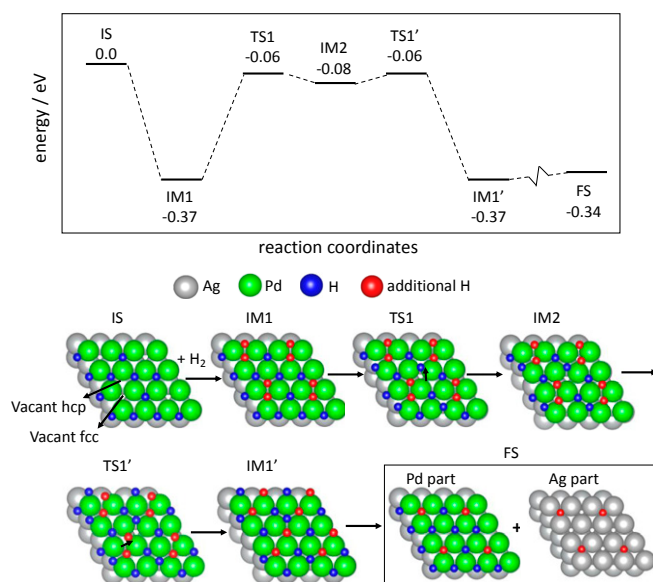 IS
0.0
TS1
-0.06
IM2
-0.08
TS1'
-0.06
energy / eV
IM1
-0.37
IM1'
-0.37
FS
-0.34
reaction coordinates
Ag
Pd
H
additional H
IS
IM1
TS1
IM2
+ H₂
Vacant hcp
Vacant fcc
TS1'
IM1'
FS
Pd part
Ag part
+